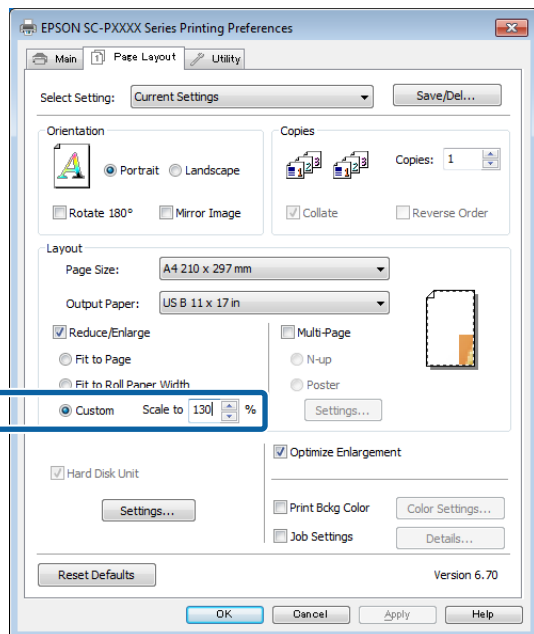 EPSON SC-PXXXX Series Printing Preferences
Main Page Layout Utility
Select Setting: Current Settings Save/Del...
Orientation
Portrait Landscape
Rotate 180° Mirror Image
Copies
Copies: 1
Collate Reverse Order
Layout
Page Size: A4 210 x 297 mm
Output Paper: US B 11 x 17 in
Reduce/Enlarge
Fit to Page
Fit to Roll Paper Width
Custom Scale to 130 %
Multi-Page
N-up
Poster
Settings...
Optimize Enlargement
Hard Disk Unit
Settings...
Print Bckg Color Color Settings...
Job Settings Details...
Reset Defaults Version 6.70
OK Cancel Apply Help